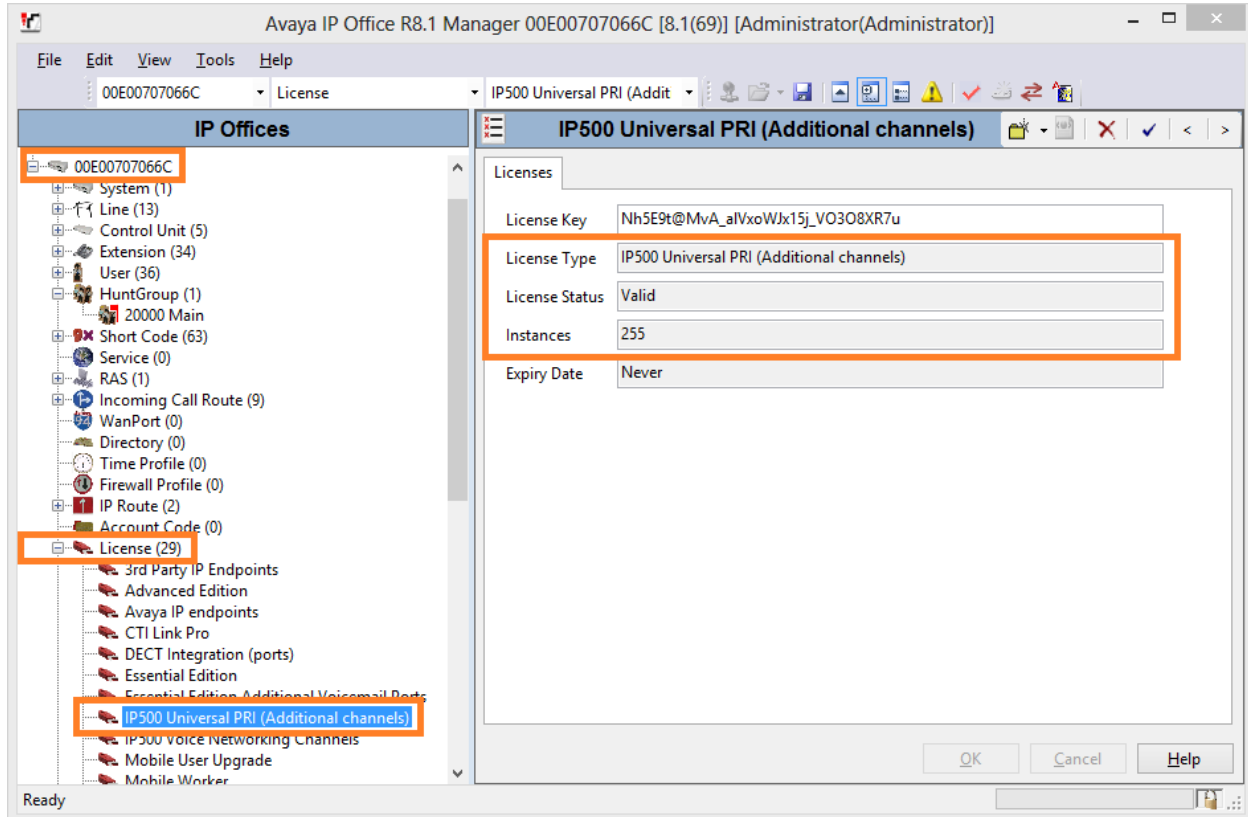 Avaya IP Office R8.1 Manager 00E00707066C [8.1(69)] [Administrator(Administrator)]
File Edit View Tools Help
00E00707066C License IP500 Universal PRI (Addit
IP Offices
00E00707066C
System (1)
Line (13)
Control Unit (5)
Extension (34)
User (36)
HuntGroup (1)
20000 Main
Short Code (63)
Service (0)
RAS (1)
Incoming Call Route (9)
WanPort (0)
Directory (0)
Time Profile (0)
Firewall Profile (0)
IP Route (2)
Account Code (0)
License (29)
3rd Party IP Endpoints
Advanced Edition
Avaya IP endpoints
CTI Link Pro
DECT Integration (ports)
Essential Edition
Essential Edition Additional Voicemail Ports
IP500 Universal PRI (Additional channels)
IP500 Voice Networking Channels
Mobile User Upgrade
Mobile Worker
IP500 Universal PRI (Additional channels)
Licenses
License Key Nh5E9t@MvA_aIVxoWJx15j_VO3O8XR7u
License Type IP500 Universal PRI (Additional channels)
License Status Valid
Instances 255
Expiry Date Never
OK Cancel Help
Ready